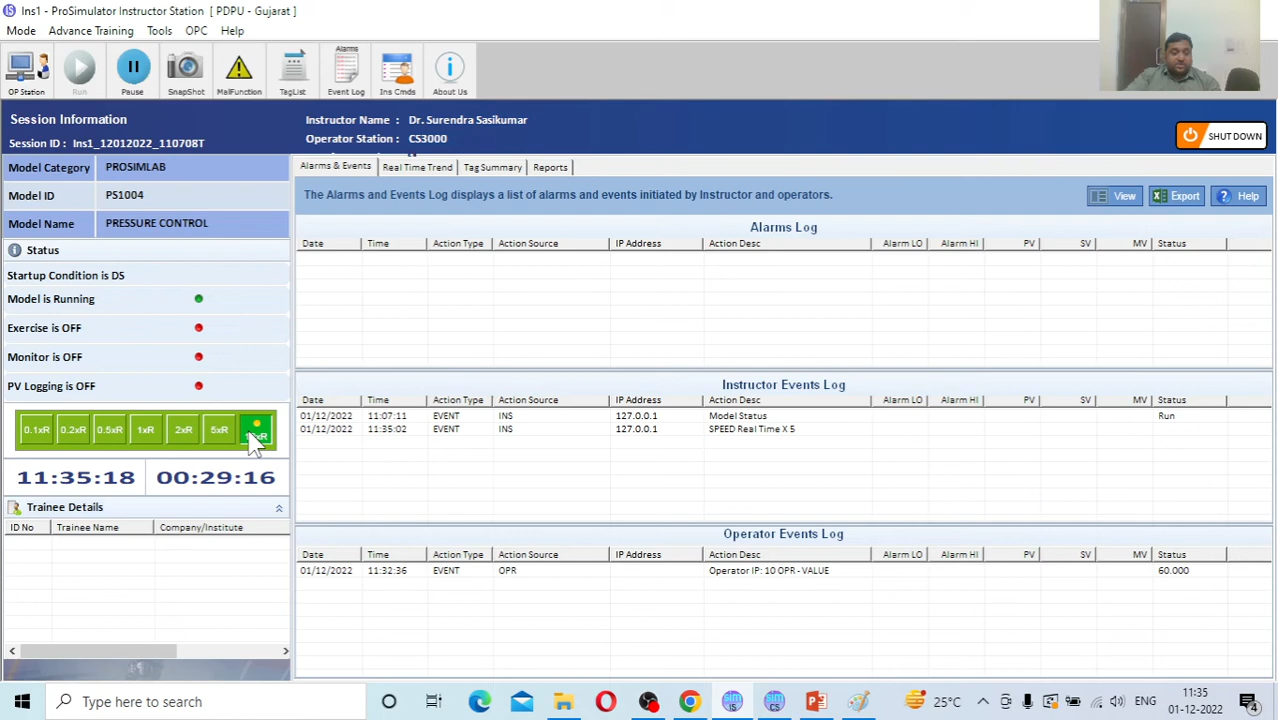 Ins1 - ProSimulator Instructor Station [ PDPU - Gujarat ]
Mode Advance Training Tools OPC Help
Alarms
OP Station Run Pause SnapShot MalFunction TagList Event Log Ins Cmds About Us
Session Information
Session ID : Ins1_12012022_110708T
Instructor Name : Dr. Surendra Sasikumar
Operator Station : CS3000
SHUT DOWN
Model Category PROSIMLAB
Model ID PS1004
Model Name PRESSURE CONTROL
Status
Startup Condition is DS
Model is Running
Exercise is OFF
Monitor is OFF
PV Logging is OFF
0.1xR 0.2xR 0.5xR 1xR 2xR 5xR
11:35:18 00:29:16
Trainee Details
ID No Trainee Name Company/Institute
Alarms & Events Real Time Trend Tag Summary Reports
The Alarms and Events Log displays a list of alarms and events initiated by Instructor and operators.
View Export Help
Alarms Log
Date Time Action Type Action Source IP Address Action Desc Alarm LO Alarm HI PV SV MV Status
Instructor Events Log
Date Time Action Type Action Source IP Address Action Desc Alarm LO Alarm HI PV SV MV Status
01/12/2022 11:07:11 EVENT INS 127.0.0.1 Model Status Run
01/12/2022 11:35:02 EVENT INS 127.0.0.1 SPEED Real Time X 5
Operator Events Log
Date Time Action Type Action Source IP Address Action Desc Alarm LO Alarm HI PV SV MV Status
01/12/2022 11:32:36 EVENT OPR Operator IP: 10 OPR - VALUE 60.000
Type here to search
IS
CS
25°C
ENG
11:35
01-12-2022
4